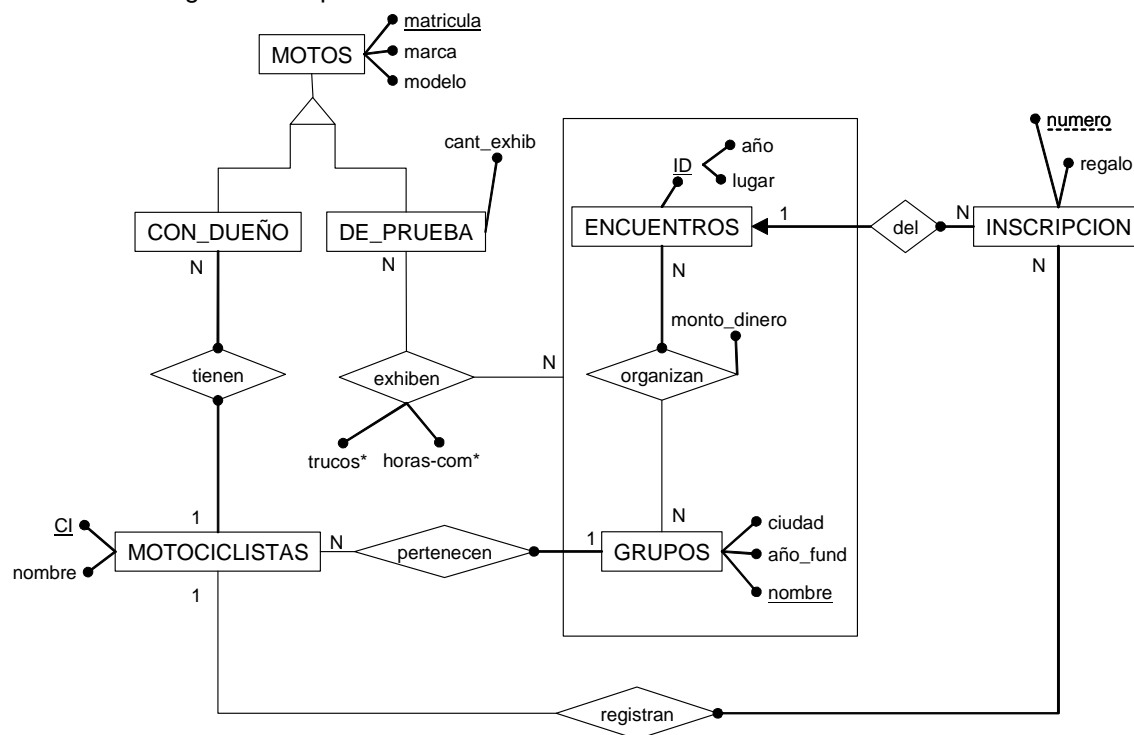 matricula
MOTOS
marca
modelo
cant_exhib
año
ID
lugar
numero
regalo
CON_DUEÑO
DE_PRUEBA
ENCUENTROS
1
del
N
INSCRIPCION
N
N
N
N
monto_dinero
tienen
exhiben
N
organizan
trucos*
horas-com*
CI
nombre
1
MOTOCICLISTAS
N
pertenecen
1
N
GRUPOS
ciudad
año_fund
nombre
1
registran